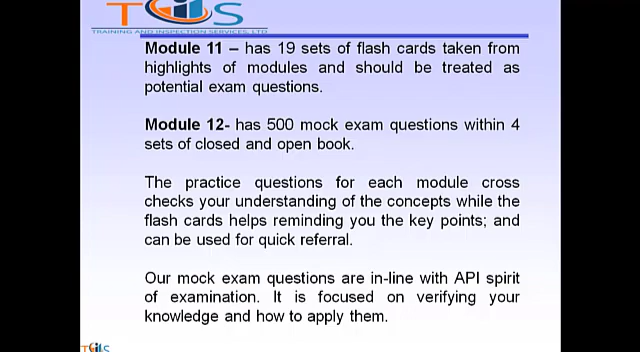 TCIS
TRAINING AND INSPECTION SERVICES, LTD
Module 11 – has 19 sets of flash cards taken from
highlights of modules and should be treated as
potential exam questions.
Module 12- has 500 mock exam questions within 4
sets of closed and open book.
The practice questions for each module cross
checks your understanding of the concepts while the
flash cards helps reminding you the key points; and
can be used for quick referral.
Our mock exam questions are in-line with API spirit
of examination. It is focused on verifying your
knowledge and how to apply them.